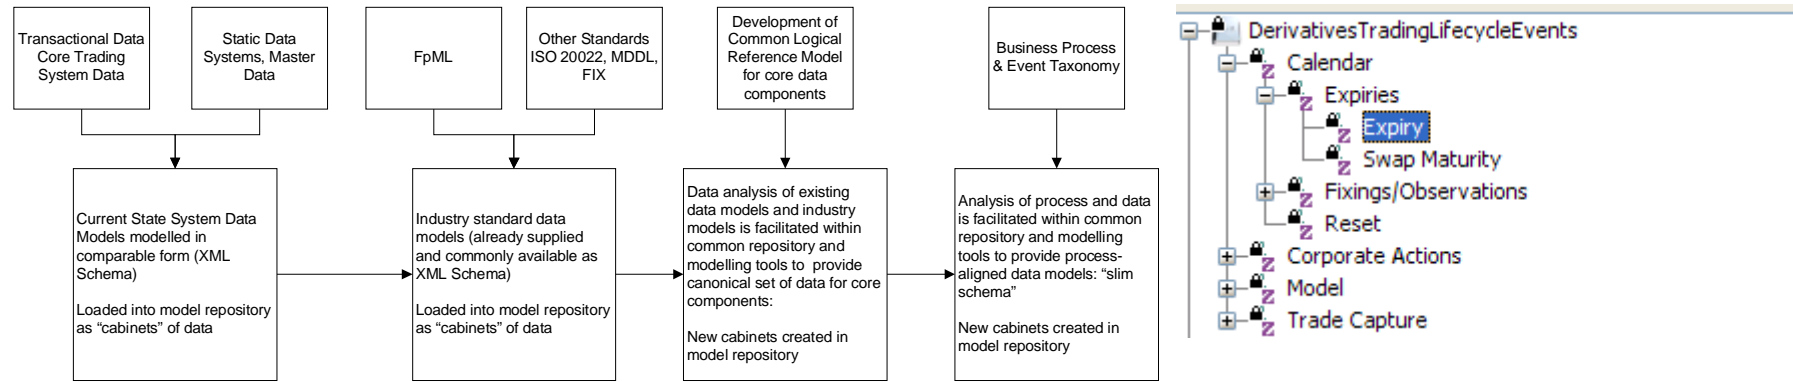 Transactional Data
Core Trading
System Data
Static Data
Systems, Master
Data
FpML
Other Standards
ISO 20022, MDDL,
FIX
Development of
Common Logical
Reference Model
for core data
components
Business Process
& Event Taxonomy
Current State System Data
Models modelled in
comparable form (XML
Schema)
Loaded into model repository
as “cabinets” of data
Industry standard data
models (already supplied
and commonly available as
XML Schema)
Loaded into model repository
as “cabinets” of data
Data analysis of existing
data models and industry
models is facilitated within
common repository and
modelling tools to provide
canonical set of data for core
components:
New cabinets created in
model repository
Analysis of process and data
is facilitated within common
repository and modelling
tools to provide process-
aligned data models: “slim
schema”
New cabinets created in
model repository
DerivativesTradingLifecycleEvents
Calendar
Expiries
Expiry
Swap Maturity
Fixings/Observations
Reset
Corporate Actions
Model
Trade Capture